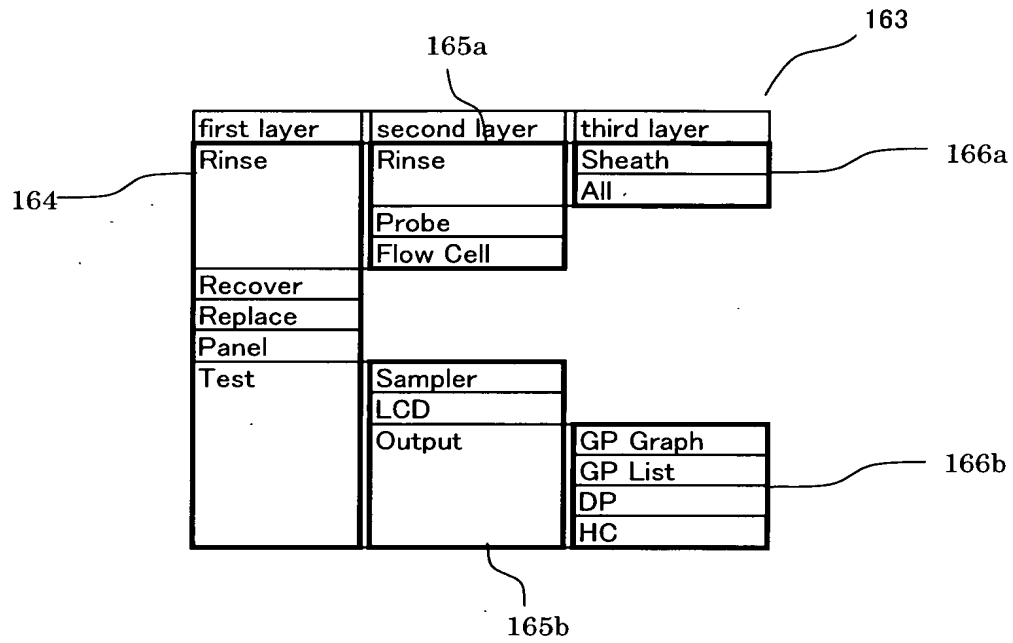 163
165a
first layer second layer third layer
Rinse Rinse Sheath
166a
164
All
Probe
Flow Cell
Recover
Replace
Panel
Test Sampler
LCD
Output GP Graph
GP List
166b
DP
HC
165b